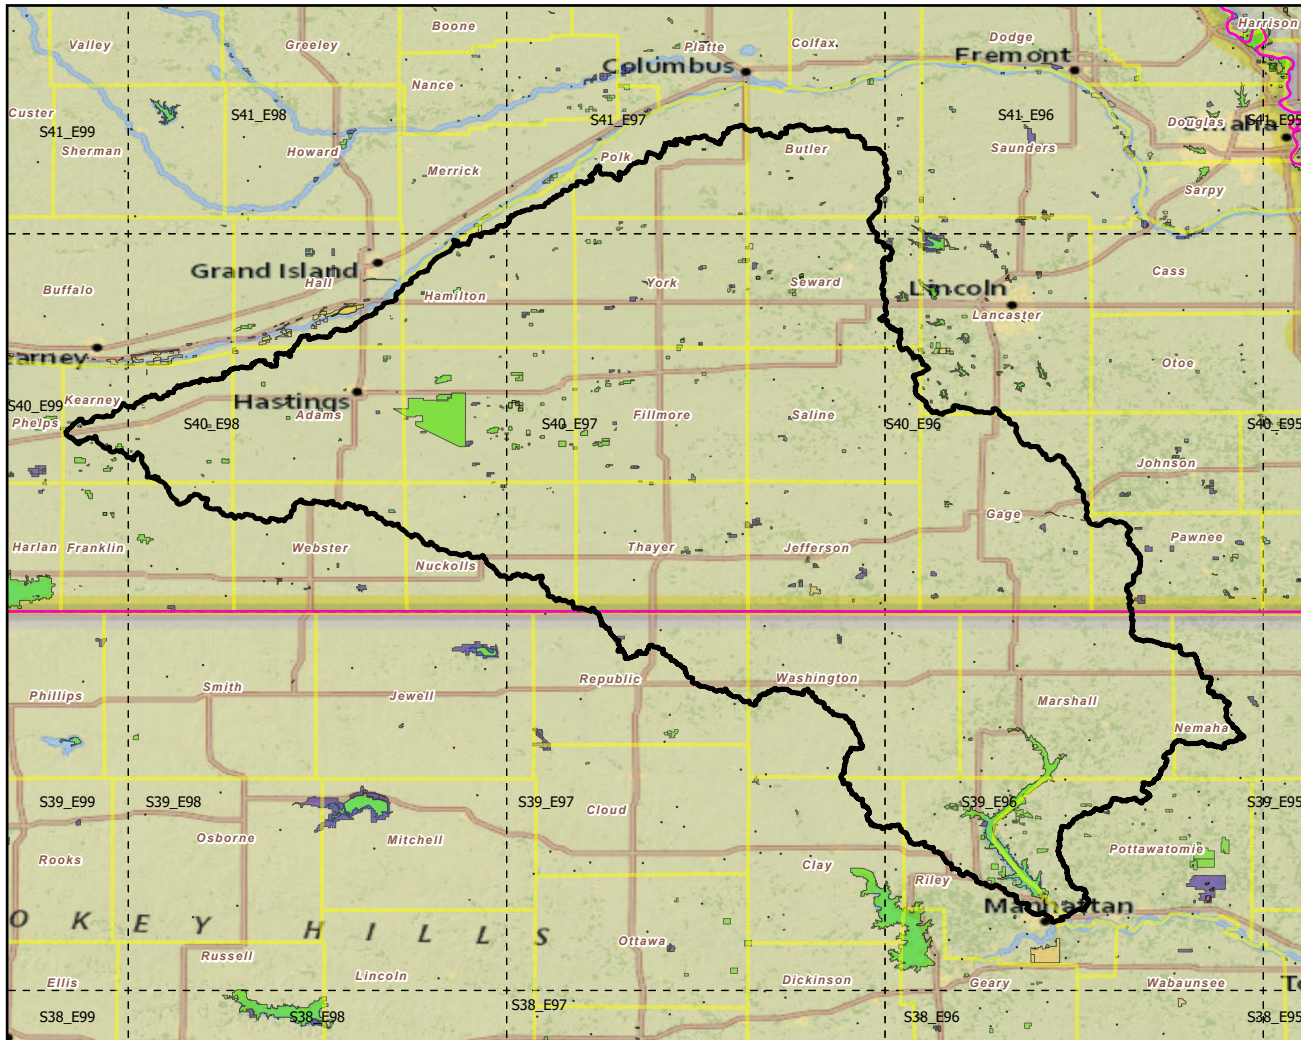 Boone
Harrison
Valley
Greeley
Platte
Colfax
Dodge
Columbus
Fremont
Nance
Custer
S41_E99
S41_E98
S41_E97
S41_E96
Douglas
S41_E95
Sherman
Howard
Polk
Butler
Saunders
Merrick
Sarpy
Grand Island
Cass
Buffalo
Hall
Hamilton
York
Seward
Lincoln
Lancaster
arney
Otoe
S40_E99
Kearney
Hastings
Phelps
Adams
Fillmore
Saline
S40_E98
S40_E97
S40_E96
S40_E95
Johnson
Gage
Pawnee
Harlan
Franklin
Webster
Thayer
Jefferson
Nuckolls
Republic
Washington
Phillips
Smith
Jewell
Marshall
Nemaha
S39_E99
S39_E98
S39_E97
S39_E96
S39_E95
Cloud
Osborne
Mitchell
Rooks
Clay
Pottawatomie
Riley
Manhattan
O K E Y H I L L S
Ottawa
Russell
Lincoln
Ellis
Dickinson
Geary
Wabaunsee
To
S38_E99
S38_E98
S38_E97
S38_E96
S38_E95